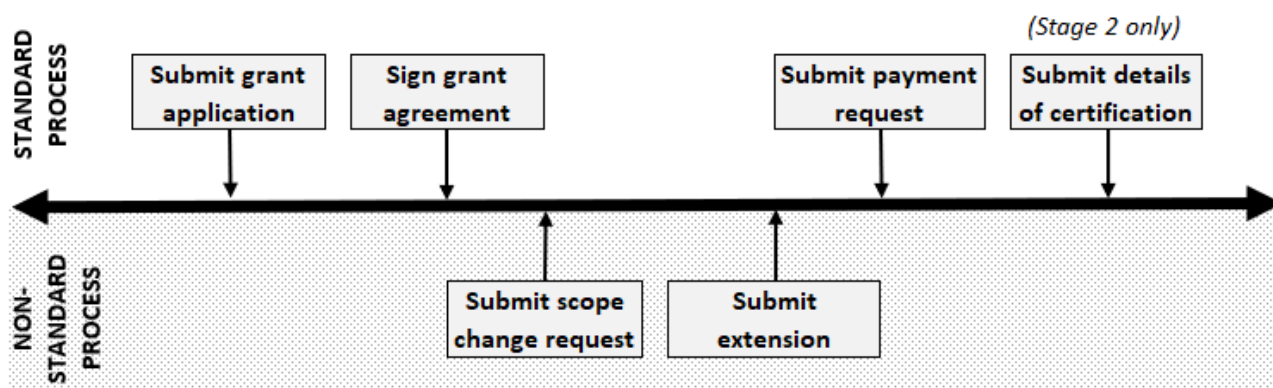 STANDARD
PROCESS
Submit grant
application
Sign grant
agreement
Submit payment
request
(Stage 2 only)
Submit details
of certification
NON-
STANDARD
PROCESS
Submit scope
change request
Submit
extension